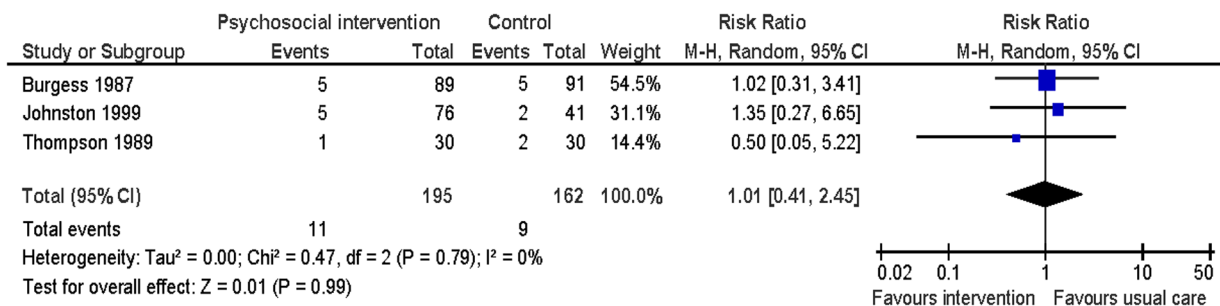 Psychosocial intervention Control Risk Ratio Risk Ratio
Study or Subgroup Events Total Events Total Weight M-H, Random, 95% CI M-H, Random, 95% CI
Burgess 1987 5 89 5 91 54.5% 1.02 [0.31, 3.41]
Johnston 1999 5 76 2 41 31.1% 1.35 [0.27, 6.65]
Thompson 1989 1 30 2 30 14.4% 0.50 [0.05, 5.22]
Total (95% CI) 195 162 100.0% 1.01 [0.41, 2.45]
Total events 11 9
Heterogeneity: Tau² = 0.00; Chi² = 0.47, df = 2 (P = 0.79); I² = 0%
Test for overall effect: Z = 0.01 (P = 0.99)
0.02 0.1 1 10 50
Favours intervention Favours usual care